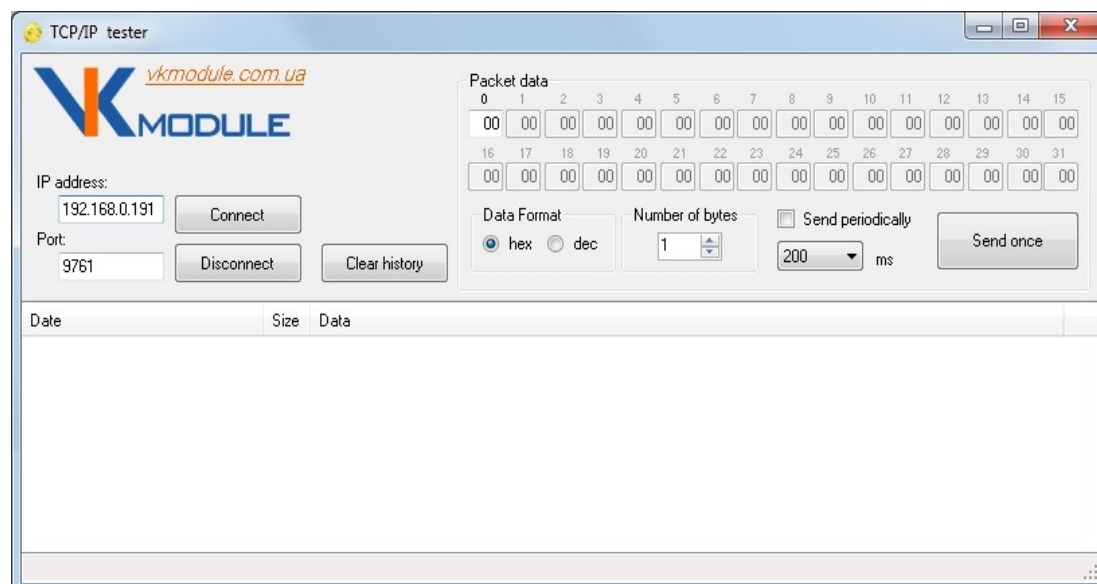 TCP/IP tester
vkmodule.com.ua
VKMODULE
IP address:
192.168.0.191
Connect
Port:
9761
Disconnect
Clear history
Packet data
0 1 2 3 4 5 6 7 8 9 10 11 12 13 14 15
00 00 00 00 00 00 00 00 00 00 00 00 00 00 00 00
16 17 18 19 20 21 22 23 24 25 26 27 28 29 30 31
00 00 00 00 00 00 00 00 00 00 00 00 00 00 00 00
Data Format
hex dec
Number of bytes
1
Send periodically
200 ms
Send once
Date Size Data